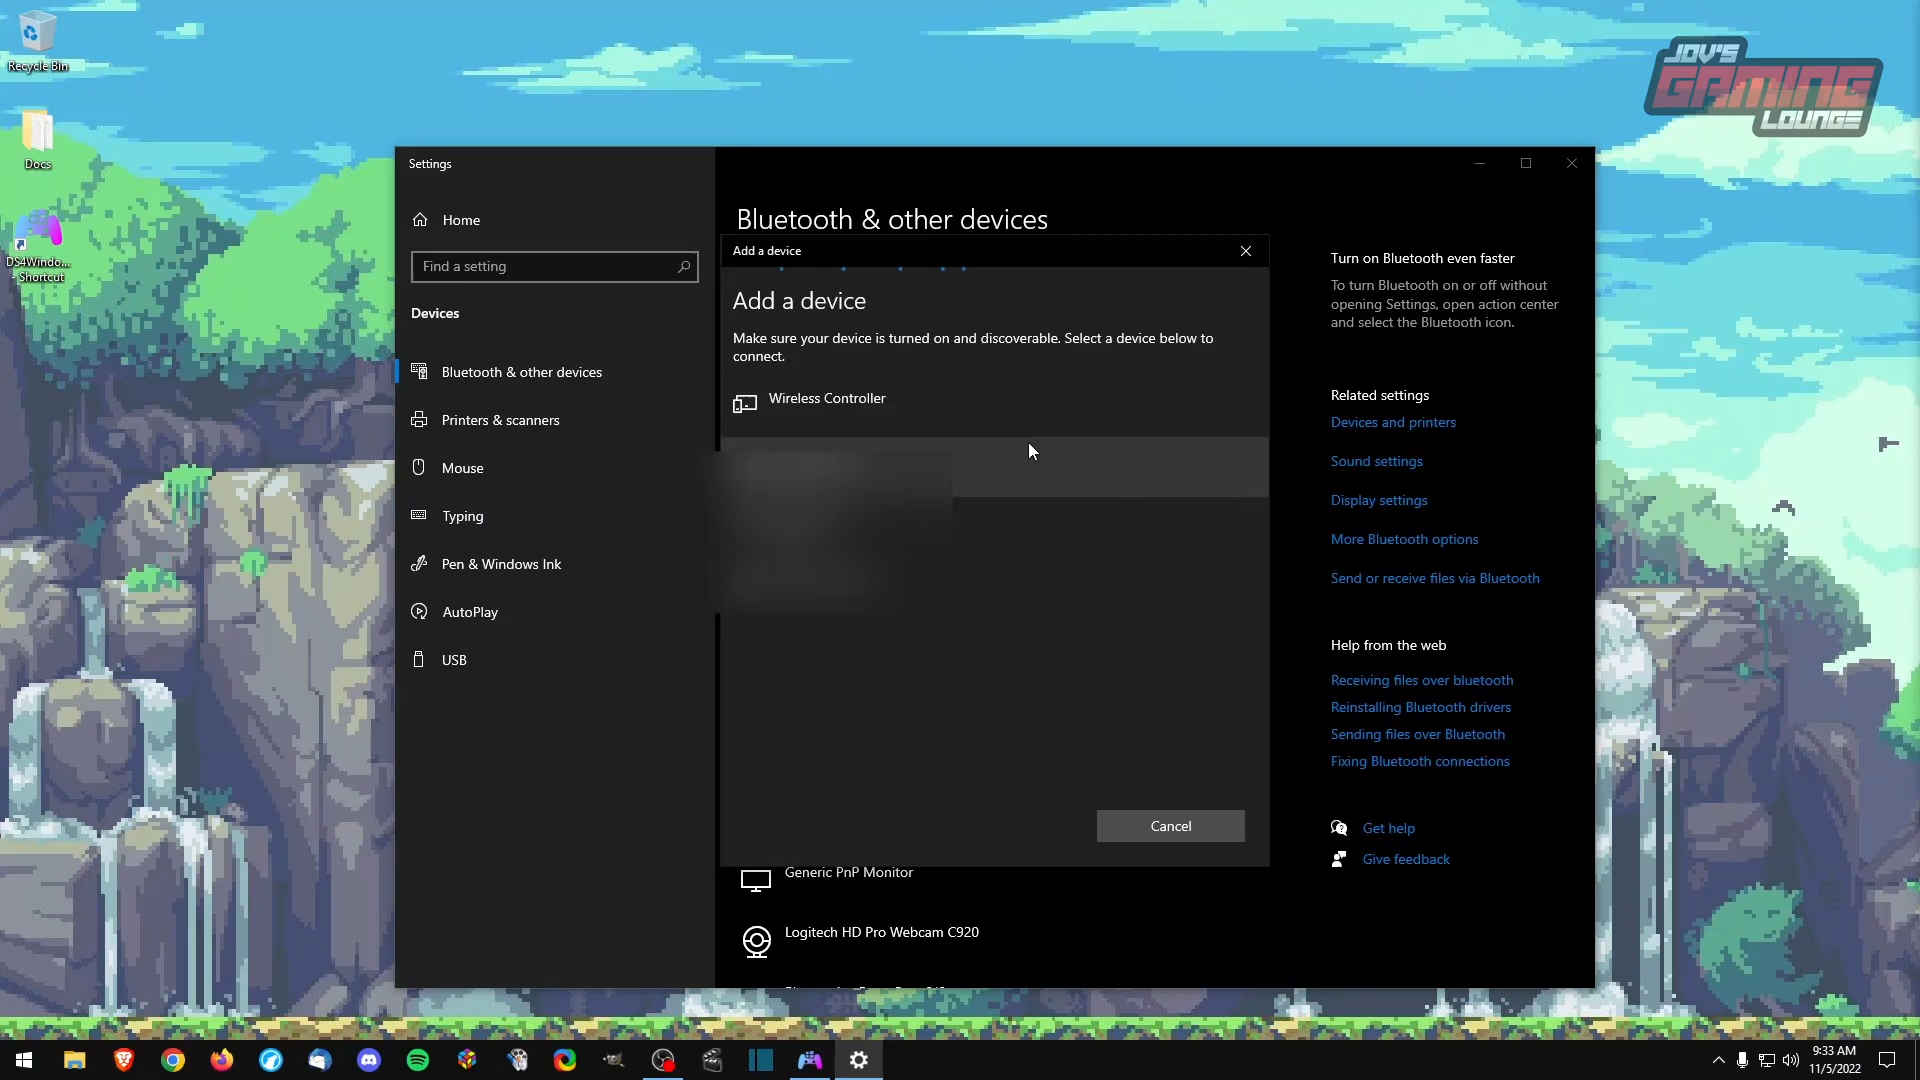 Recycle Bin
Docs
DS4Windo...
- Shortcut
JOV'S
GAMING
LOUNGE
Settings
Home
Find a setting
Devices
Bluetooth & other devices
Printers & scanners
Mouse
Typing
Pen & Windows Ink
AutoPlay
USB
Bluetooth & other devices
Add a device
Add a device
Make sure your device is turned on and discoverable. Select a device below to
connect.
Wireless Controller
Cancel
Generic PnP Monitor
Logitech HD Pro Webcam C920
Turn on Bluetooth even faster
To turn Bluetooth on or off without
opening Settings, open action center
and select the Bluetooth icon.
Related settings
Devices and printers
Sound settings
Display settings
More Bluetooth options
Send or receive files via Bluetooth
Help from the web
Receiving files over bluetooth
Reinstalling Bluetooth drivers
Sending files over Bluetooth
Fixing Bluetooth connections
Get help
Give feedback
9:33 AM
11/5/2022